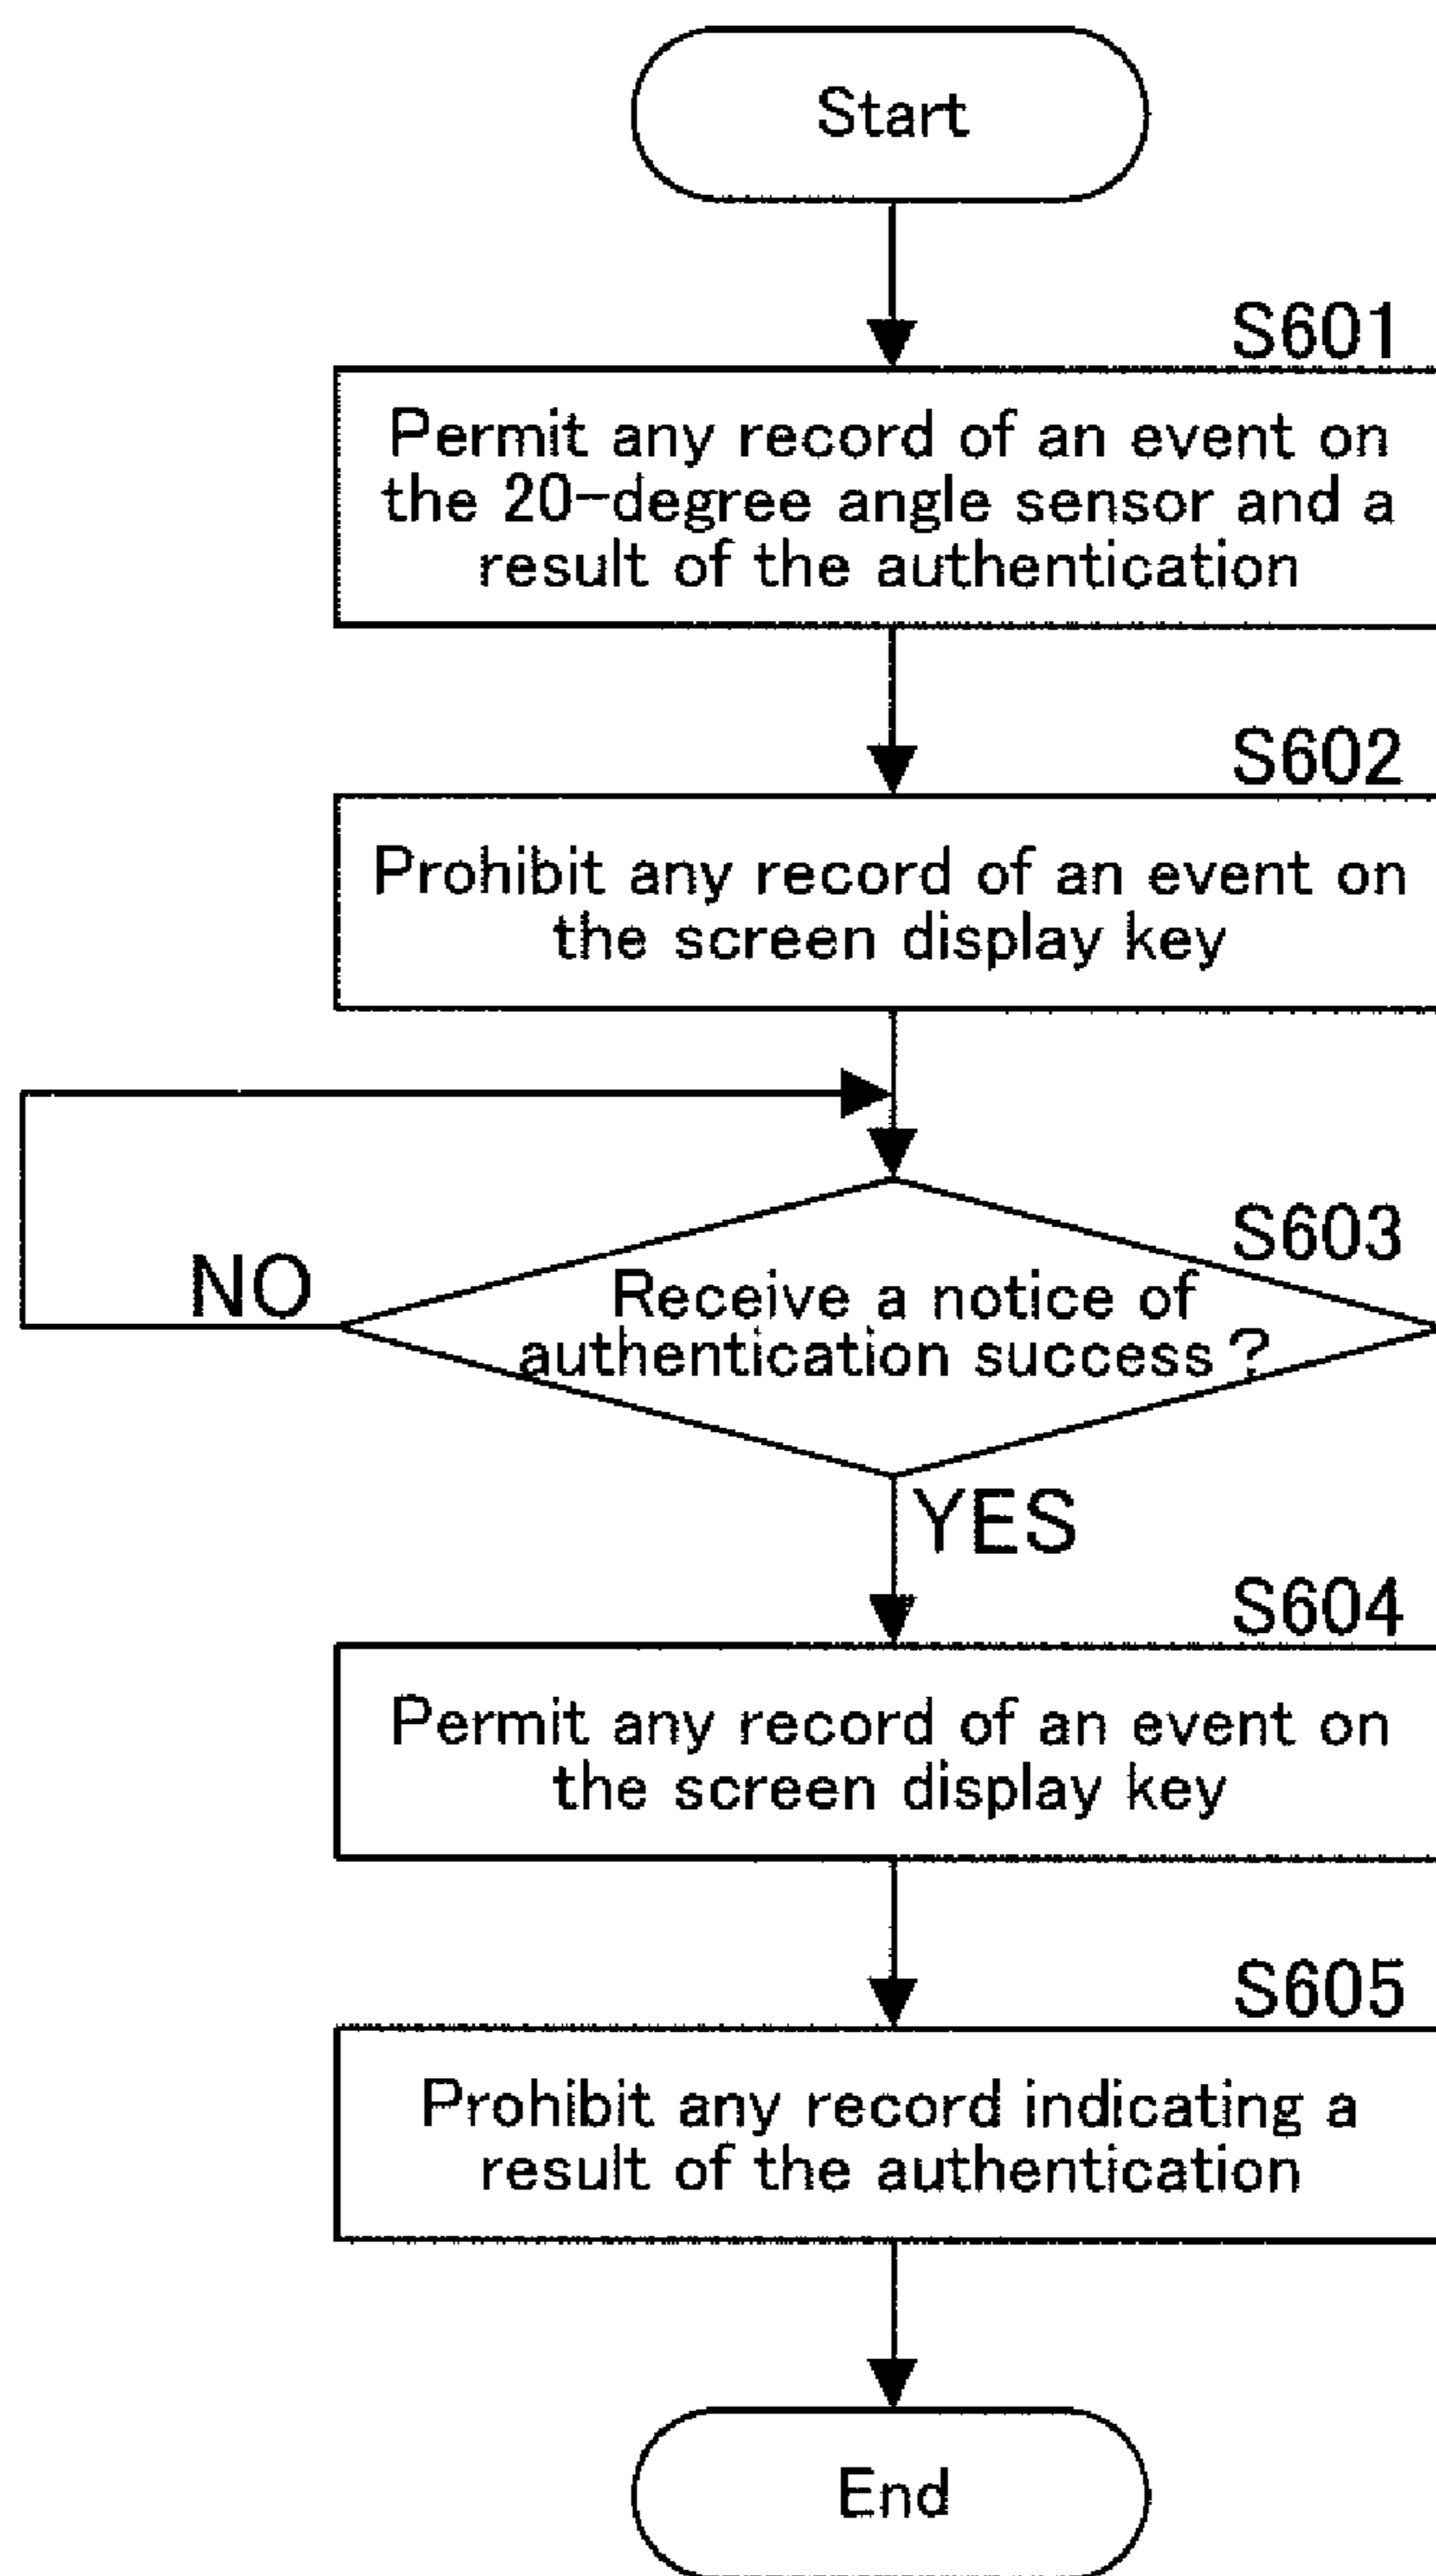 Start
S601
Permit any record of an event on
the 20-degree angle sensor and a
result of the authentication
S602
Prohibit any record of an event on
the screen display key
S603
NO
Receive a notice of
authentication success?
YES
S604
Permit any record of an event on
the screen display key
S605
Prohibit any record indicating a
result of the authentication
End